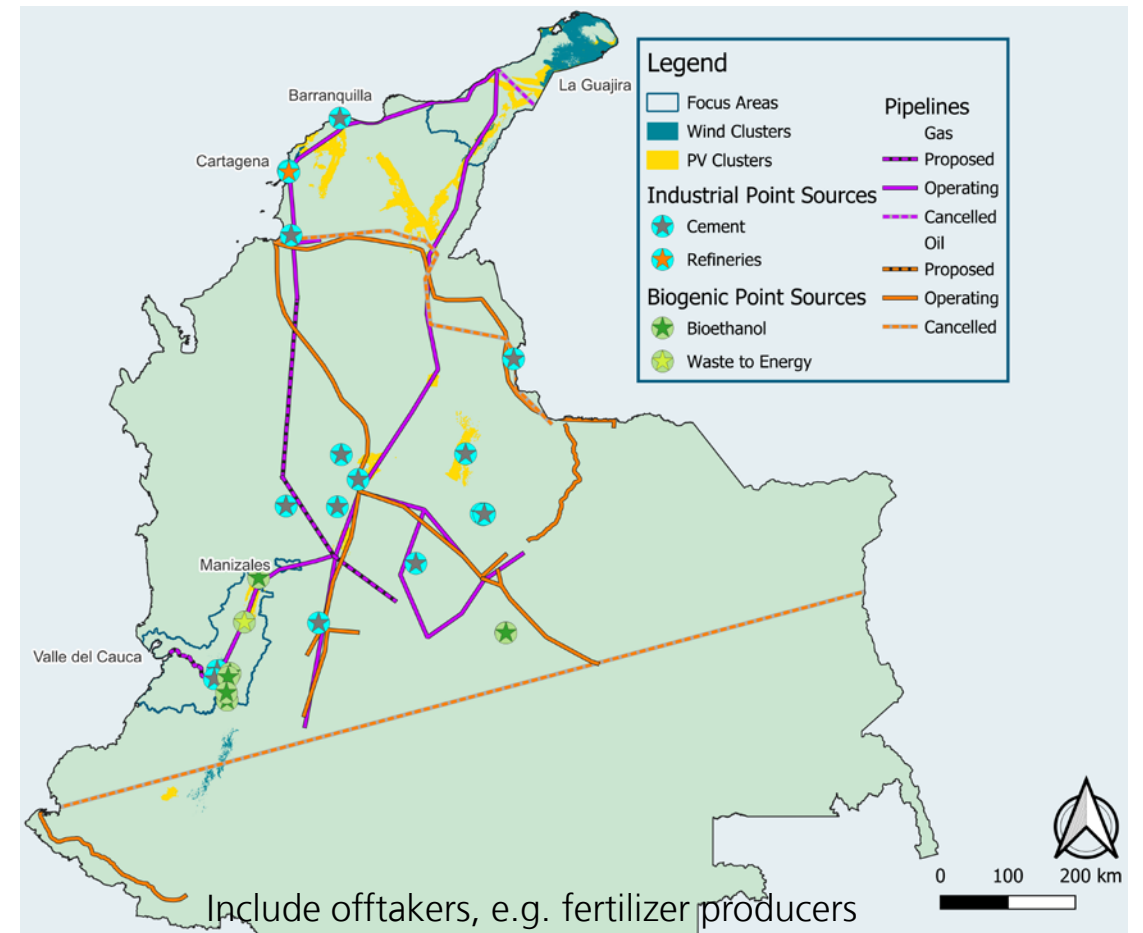 Barranquilla
Cartagena
La Guajira
Manizales
Valle del Cauca
Legend
Focus Areas
Wind Clusters
PV Clusters
Industrial Point Sources
Cement
Refineries
Biogenic Point Sources
Bioethanol
Waste to Energy
Pipelines
Gas
Proposed
Operating
Cancelled
Oil
Proposed
Operating
Cancelled
0 100 200 km
Include offtakers, e.g. fertilizer producers